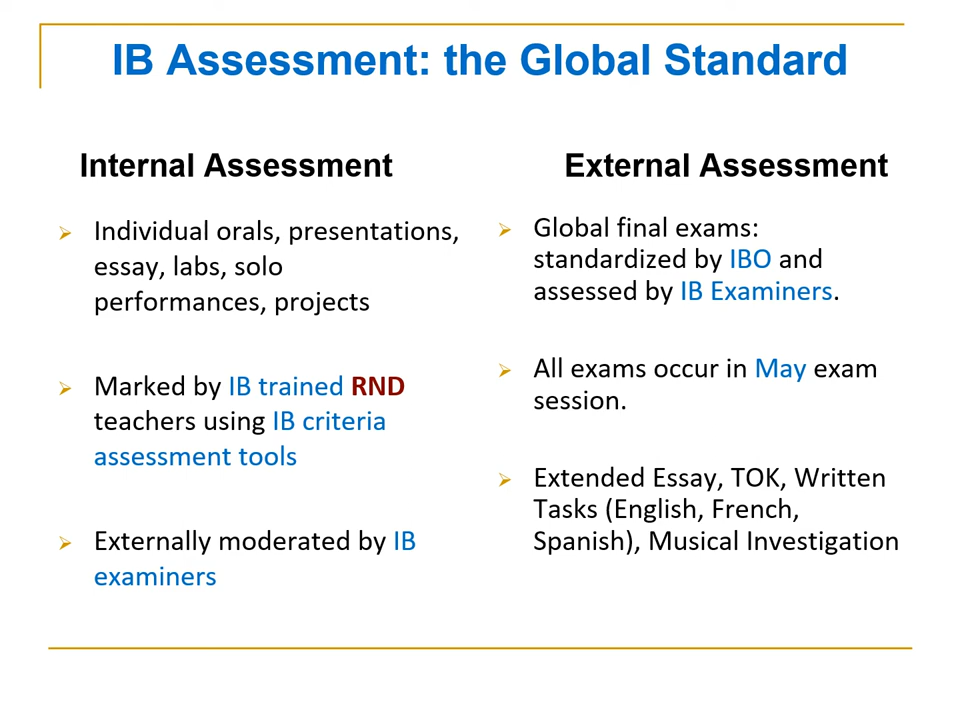 IB Assessment: the Global Standard
Internal Assessment
Individual orals, presentations,
essay, labs, solo
performances, projects
Marked by IB trained RND
teachers using IB criteria
assessment tools
Externally moderated by IB
examiners
External Assessment
Global final exams:
standardized by IBO and
assessed by IB Examiners.
All exams occur in May exam
session.
Extended Essay, TOK, Written
Tasks (English, French,
Spanish), Musical Investigation